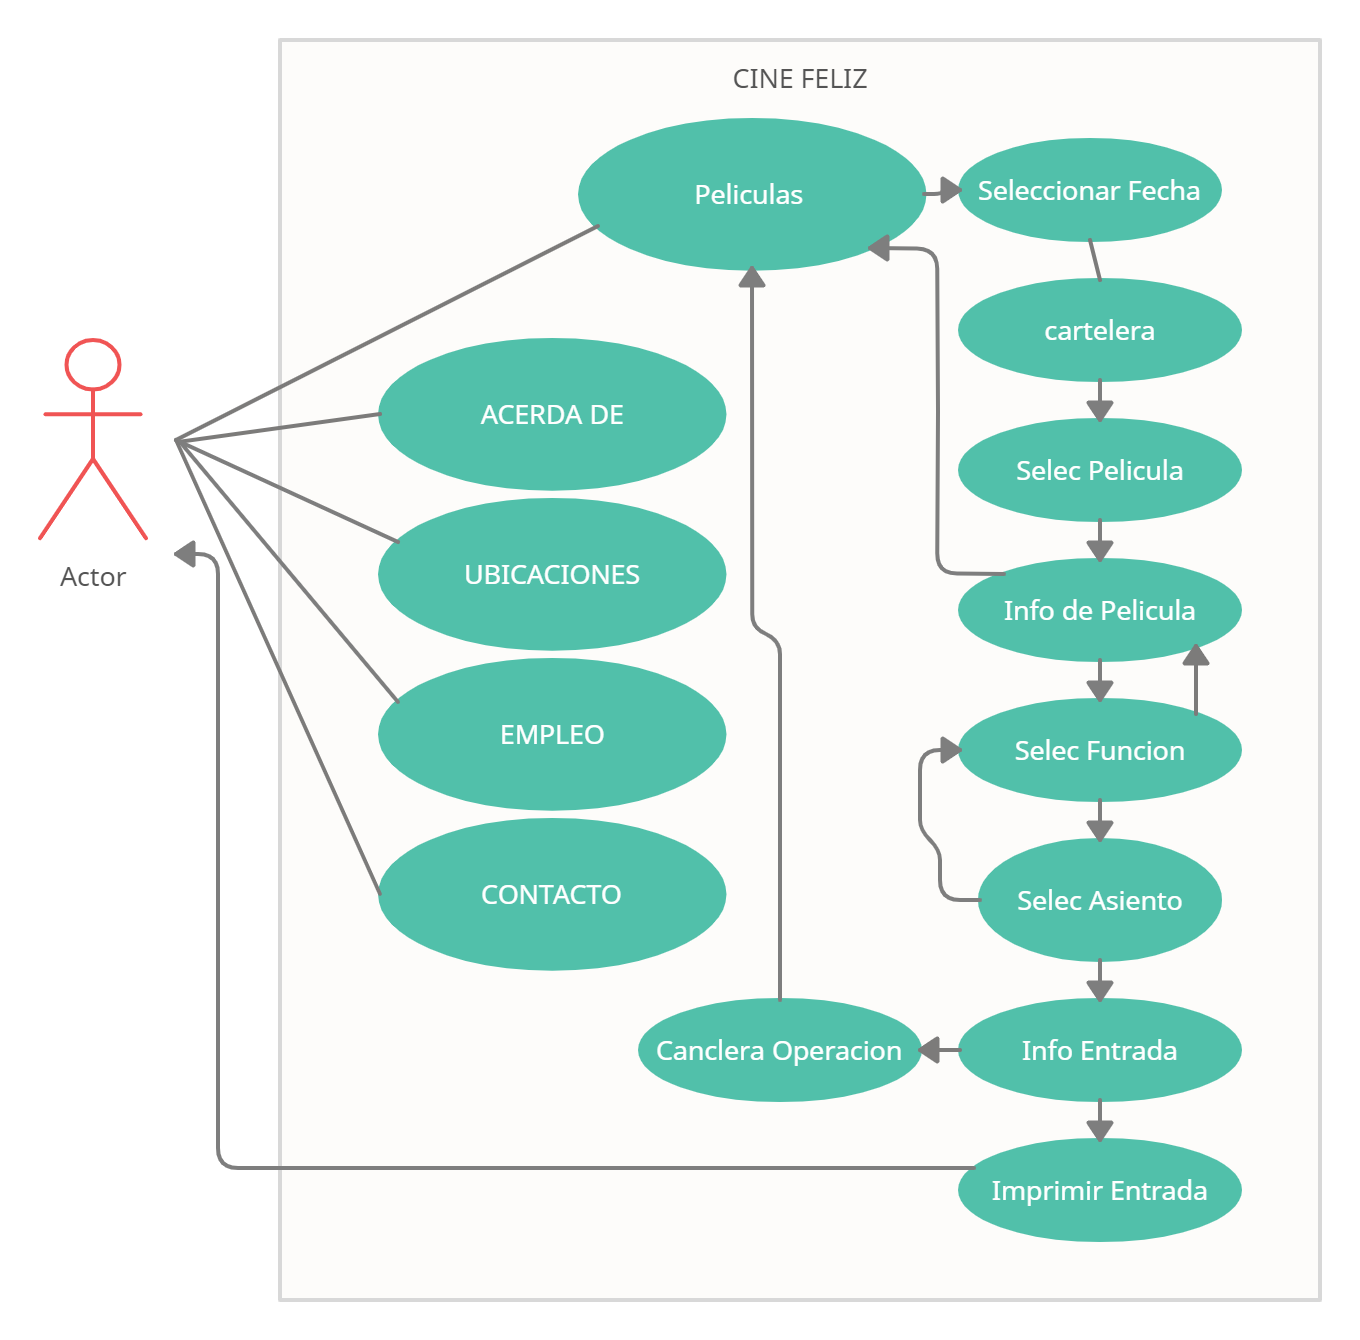 CINE FELIZ
Peliculas
Seleccionar Fecha
cartelera
ACERDA DE
Selec Pelicula
Actor
UBICACIONES
Info de Pelicula
EMPLEO
Selec Funcion
CONTACTO
Selec Asiento
Canclera Operacion
Info Entrada
Imprimir Entrada